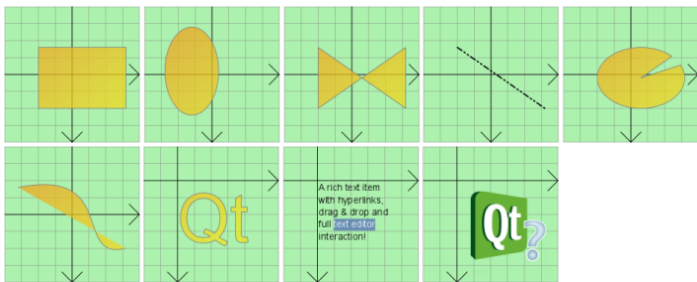 Qt
A rich text item
with hyperlinks,
drag & drop and
full text editor
interaction!
Qt
?